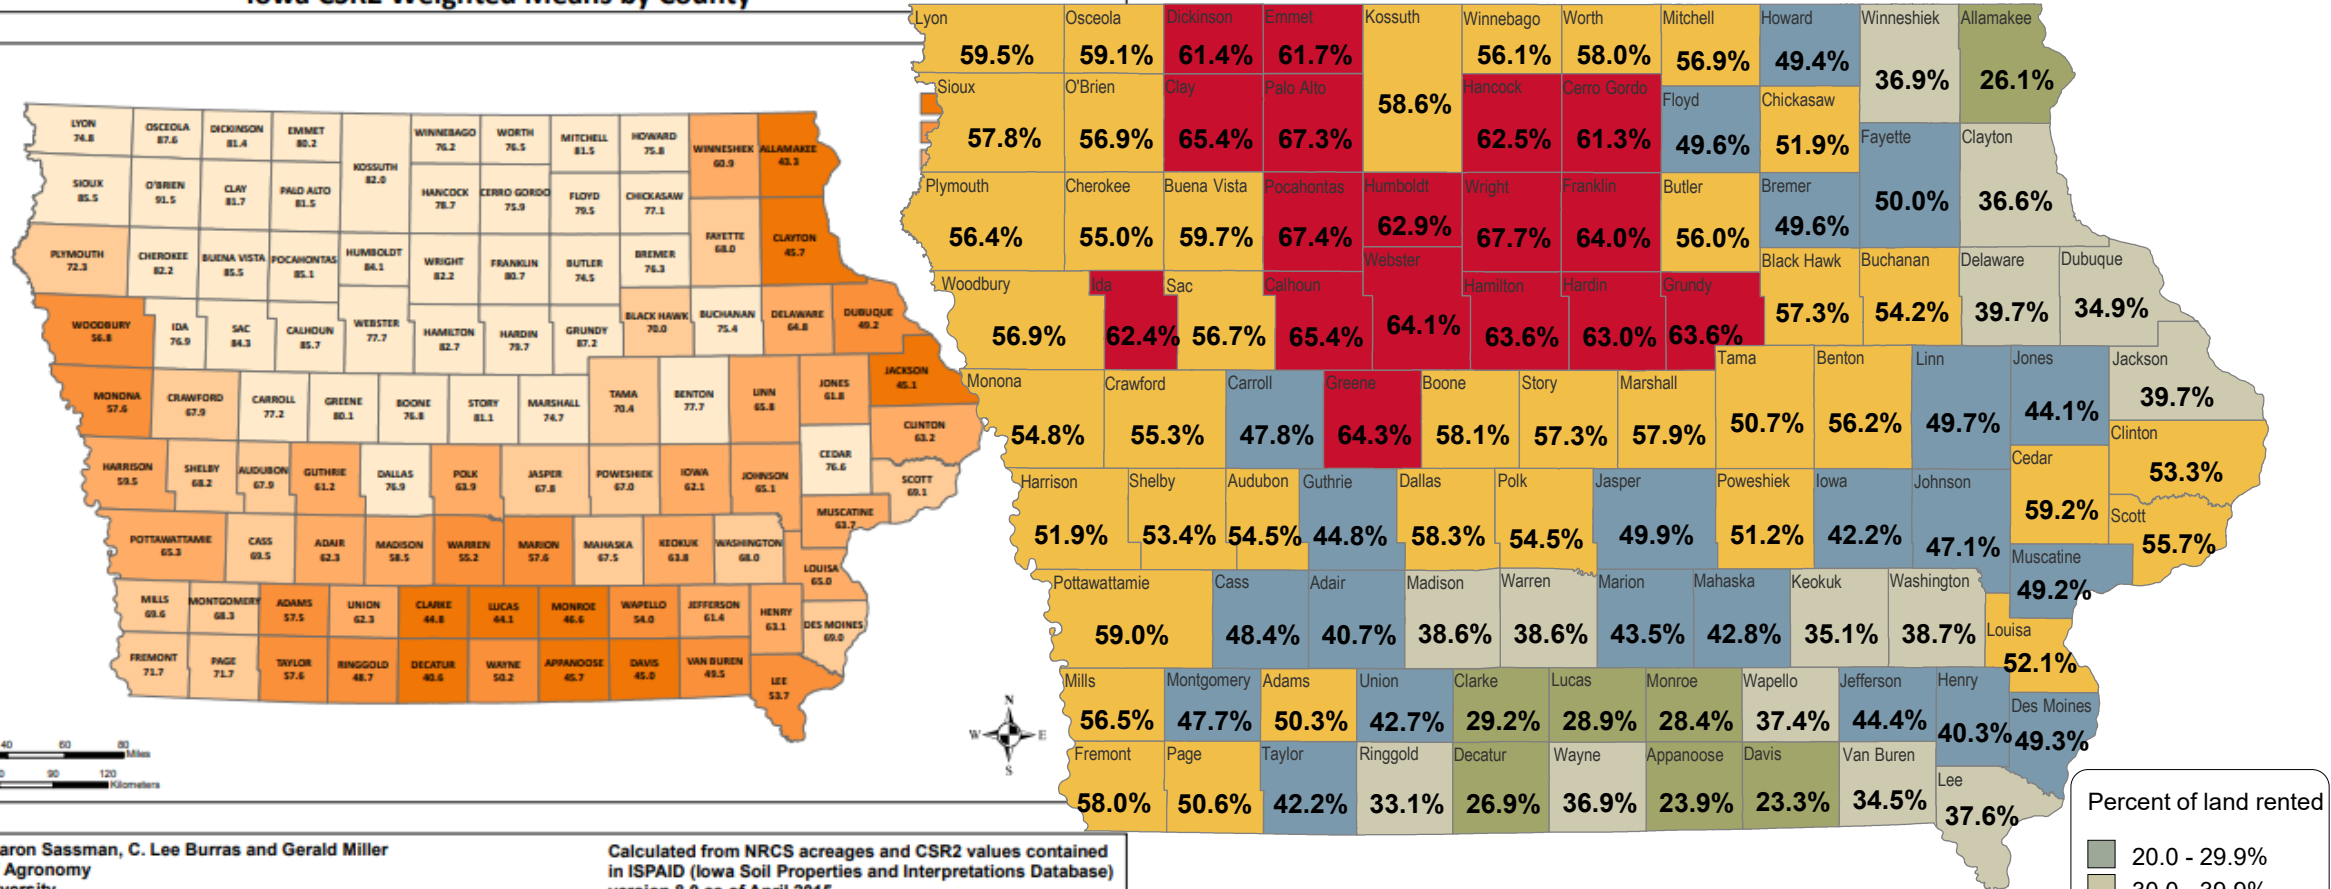 Iowa CSR2 Weighted Means by County
LYON
74.8
OSCEOLA
87.6
DICKINSON
81.4
EMMET
80.2
KOSSUTH
82.0
WINNEBAGO
76.2
WORTH
76.5
MITCHELL
81.5
HOWARD
75.8
WINNESHIEK
60.9
ALLAMAKEE
43.3
SIOUX
85.5
O'BRIEN
91.5
CLAY
81.7
PALO ALTO
81.5
HANCOCK
78.7
CERRO GORDO
75.9
FLOYD
79.5
CHICKASAW
77.1
FAYETTE
68.0
CLAYTON
45.7
PLYMOUTH
72.3
CHEROKEE
82.2
BUENA VISTA
85.5
POCAHONTAS
85.1
HUMBOLDT
84.1
WRIGHT
82.2
FRANKLIN
80.7
BUTLER
74.5
BREMER
76.3
WOODBURY
56.8
IDA
76.9
SAC
84.3
CALHOUN
85.7
WEBSTER
77.7
HAMILTON
82.7
HARDIN
79.7
GRUNDY
87.2
BLACK HAWK
70.0
BUCHANAN
75.4
DELAWARE
64.8
DUBUQUE
49.2
MONONA
57.6
CRAWFORD
67.9
CARROLL
77.2
GREENE
80.1
BOONE
76.8
STORY
81.1
MARSHALL
74.7
TAMA
70.4
BENTON
77.7
LINN
65.8
JONES
61.8
JACKSON
45.1
CLINTON
63.2
HARRISON
59.5
SHELBY
68.2
AUDUBON
67.9
GUTHRIE
61.2
DALLAS
76.9
POLK
63.9
JASPER
67.8
POWESHIEK
67.0
IOWA
62.1
JOHNSON
65.1
CEDAR
76.6
SCOTT
69.1
MUSCATINE
63.7
POTTAWATTAMIE
65.3
CASS
69.5
ADAIR
62.3
MADISON
58.5
WARREN
55.2
MARION
57.6
MAHASKA
67.5
KEOKUK
63.8
WASHINGTON
68.0
LOUISA
65.0
MILLS
69.6
MONTGOMERY
68.3
ADAMS
57.5
UNION
62.3
CLARKE
44.8
LUCAS
44.1
MONROE
46.6
WAPELLO
54.0
JEFFERSON
61.4
HENRY
63.1
DES MOINES
69.0
FREMONT
71.7
PAGE
71.7
TAYLOR
57.6
RINGGOLD
48.7
DECATUR
40.6
WAYNE
50.2
APPANOOSE
45.7
DAVIS
45.0
VAN BUREN
49.5
LEE
53.7
40 60 80
Miles
0 90 120
Kilometers
N
W E
S
aron Sassman, C. Lee Burras and Gerald Miller
Agronomy
versity
Calculated from NRCS acreages and CSR2 values contained
in ISPAID (Iowa Soil Properties and Interpretations Database)
version 8.0 as of April 2015
Lyon
59.5%
Osceola
59.1%
Dickinson
61.4%
Emmet
61.7%
Kossuth
58.6%
Winnebago
56.1%
Worth
58.0%
Mitchell
56.9%
Howard
49.4%
Winneshiek
36.9%
Allamakee
26.1%
Sioux
57.8%
O'Brien
56.9%
Clay
65.4%
Palo Alto
67.3%
Hancock
62.5%
Cerro Gordo
61.3%
Floyd
49.6%
Chickasaw
51.9%
Fayette
50.0%
Clayton
36.6%
Plymouth
56.4%
Cherokee
55.0%
Buena Vista
59.7%
Pocahontas
67.4%
Humboldt
62.9%
Wright
67.7%
Franklin
64.0%
Butler
56.0%
Bremer
49.6%
Woodbury
56.9%
Ida
62.4%
Sac
56.7%
Calhoun
65.4%
Webster
64.1%
Hamilton
63.6%
Hardin
63.0%
Grundy
63.6%
Black Hawk
57.3%
Buchanan
54.2%
Delaware
39.7%
Dubuque
34.9%
Monona
54.8%
Crawford
55.3%
Carroll
47.8%
Greene
64.3%
Boone
58.1%
Story
57.3%
Marshall
57.9%
Tama
50.7%
Benton
56.2%
Linn
49.7%
Jones
44.1%
Jackson
39.7%
Clinton
53.3%
Harrison
51.9%
Shelby
53.4%
Audubon
54.5%
Guthrie
44.8%
Dallas
58.3%
Polk
54.5%
Jasper
49.9%
Poweshiek
51.2%
Iowa
42.2%
Johnson
47.1%
Cedar
59.2%
Scott
55.7%
Muscatine
49.2%
Pottawattamie
59.0%
Cass
48.4%
Adair
40.7%
Madison
38.6%
Warren
38.6%
Marion
43.5%
Mahaska
42.8%
Keokuk
35.1%
Washington
38.7%
Louisa
52.1%
Mills
56.5%
Montgomery
47.7%
Adams
50.3%
Union
42.7%
Clarke
29.2%
Lucas
28.9%
Monroe
28.4%
Wapello
37.4%
Jefferson
44.4%
Henry
40.3%
Des Moines
49.3%
Fremont
58.0%
Page
50.6%
Taylor
42.2%
Ringgold
33.1%
Decatur
26.9%
Wayne
36.9%
Appanoose
23.9%
Davis
23.3%
Van Buren
34.5%
Lee
37.6%
Percent of land rented
20.0 - 29.9%
30.0 - 39.9%